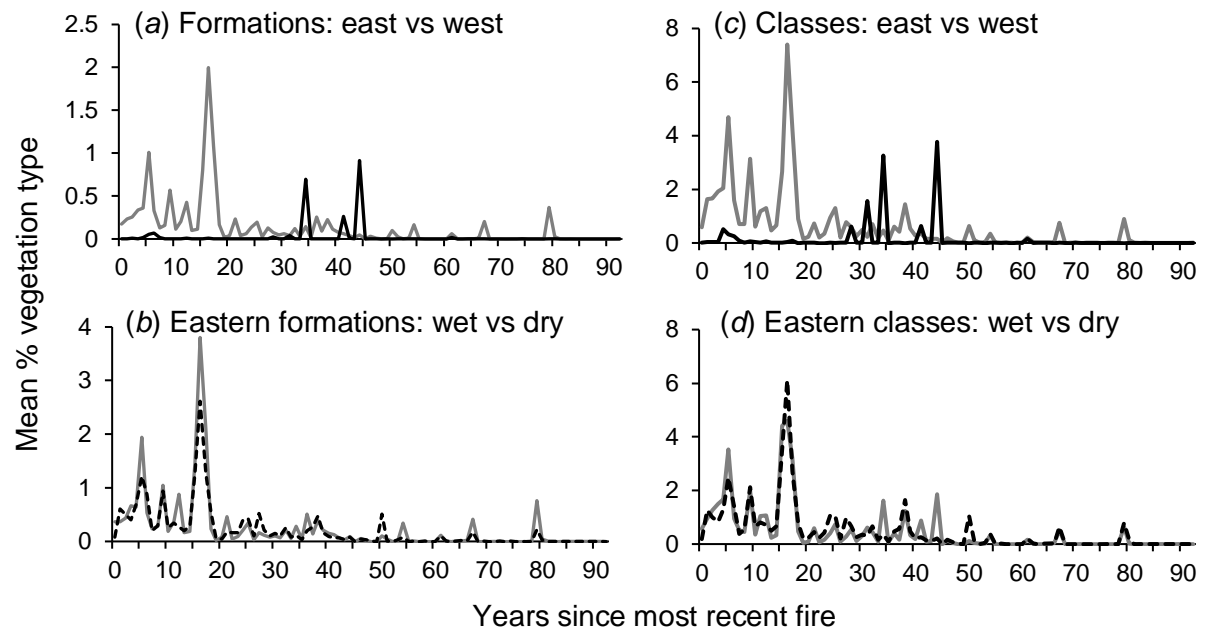 Mean % vegetation type
(a) Formations: east vs west
2.5
2
1.5
1
0.5
0
0 10 20 30 40 50 60 70 80 90
(c) Classes: east vs west
8
6
4
2
0
0 10 20 30 40 50 60 70 80 90
(b) Eastern formations: wet vs dry
4
3
2
1
0
0 10 20 30 40 50 60 70 80 90
(d) Eastern classes: wet vs dry
8
6
4
2
0
0 10 20 30 40 50 60 70 80 90
Years since most recent fire